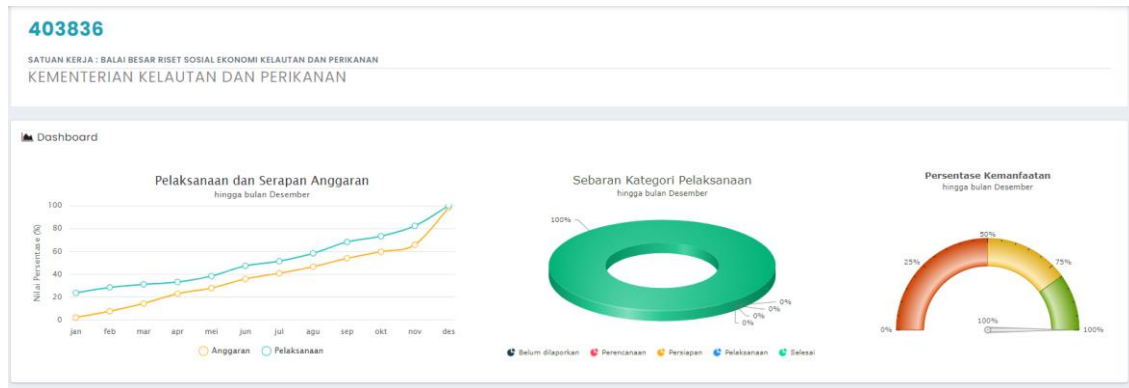 403836
SATUAN KERJA : BALAI BESAR RISET SOSIAL EKONOMI KELAUTAN DAN PERIKANAN
KEMENTERIAN KELAUTAN DAN PERIKANAN
Dashboard
Pelaksanaan dan Serapan Anggaran
hingga bulan Desember
Nilai Persentase (%)
100
80
60
40
20
0
jan feb mar apr mei jun jul agu sep okt nov des
Anggaran Pelaksanaan
Sebaran Kategori Pelaksanaan
hingga bulan Desember
100%
0%
0%
0%
0%
Belum dilaporkan Perencanaan Persiapan Pelaksanaan Selesai
Persentase Kemanfaatan
hingga bulan Desember
50%
25% 75%
100%
0% 100%